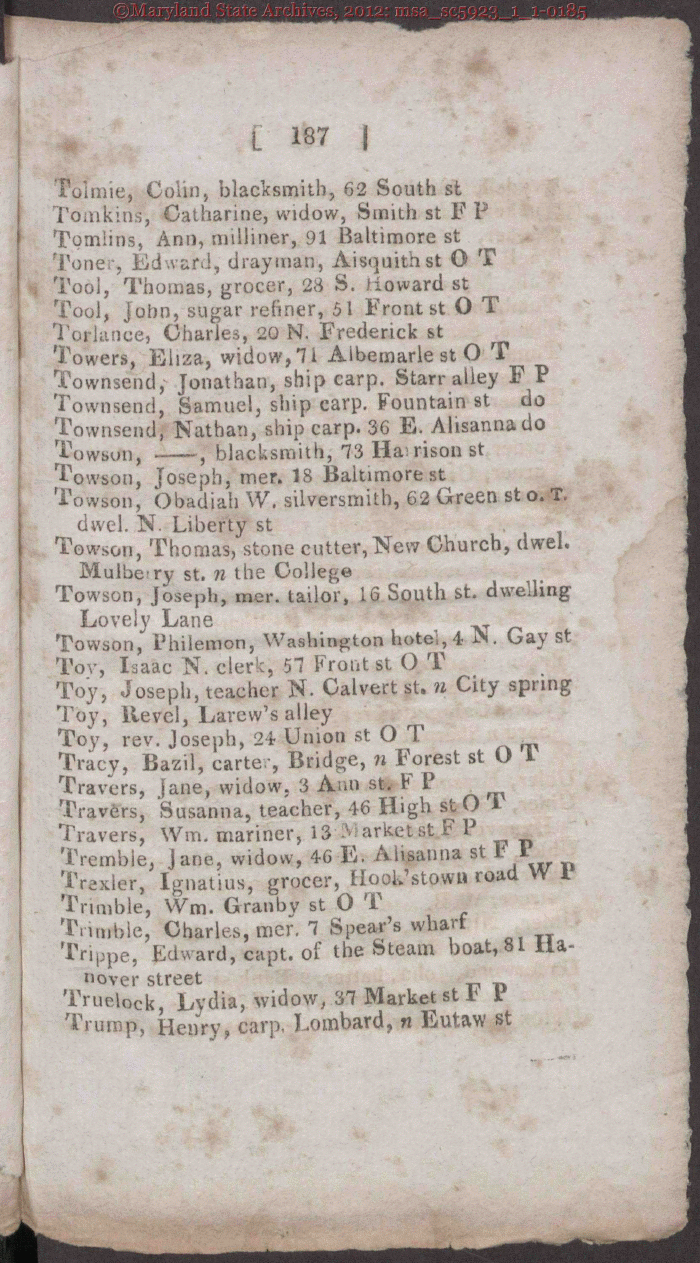 ©Maryland State Archives, 2012: msa_sc5923_1_1-0185
[ 187 ]
Tolmie, Colin, blacksmith, 62 South st
Tomkins, Catharine, widow, Smith st F P
Tomlins, Ann, milliner, 91 Baltimore st
Toner, Edward, drayman, Aisquith st O T
Tool, Thomas, grocer, 28 S. Howard st
Tool, John, sugar refiner, 51 Front st O T
Torlance, Charles, 20 N. Frederick st
Towers, Eliza, widow, 71 Albemarle st O T
Townsend, Jonathan, ship carp. Starr alley F P
Townsend, Samuel, ship carp. Fountain st do
Townsend, Nathan, ship carp. 36 E. Alisanna do
Towson, ——, blacksmith, 73 Harrison st
Towson, Joseph, mer. 18 Baltimore st
Towson, Obadiah W. silversmith, 62 Green st O. T.
dwel. N. Liberty st
Towson, Thomas, stone cutter, New Church, dwel.
Mulberry st. n the College
Towson, Joseph, mer. tailor, 16 South st. dwelling
Lovely Lane
Towson, Philemon, Washington hotel, 4 N. Gay st
Toy, Isaac N. clerk, 57 Front st O T
Toy, Joseph, teacher N. Calvert st. n City spring
Toy, Revel, Larew's alley
Toy, rev. Joseph, 24 Union st O T
Tracy, Bazil, carter, Bridge, n Forest st O T
Travers, Jane, widow, 3 Ann st. F P
Travers, Susanna, teacher, 46 High st O T
Travers, Wm. mariner, 13 Market st F P
Tremble, Jane, widow, 46 E. Alisanna st F P
Trexler, Ignatius, grocer, Hook'stown road W P
Trimble, Wm. Granby st O T
Trimble, Charles, mer. 7 Spear's wharf
Trippe, Edward, capt. of the Steam boat, 81 Ha-
nover street
Truelock, Lydia, widow, 37 Market st F P
Trump, Henry, carp. Lombard, n Eutaw st